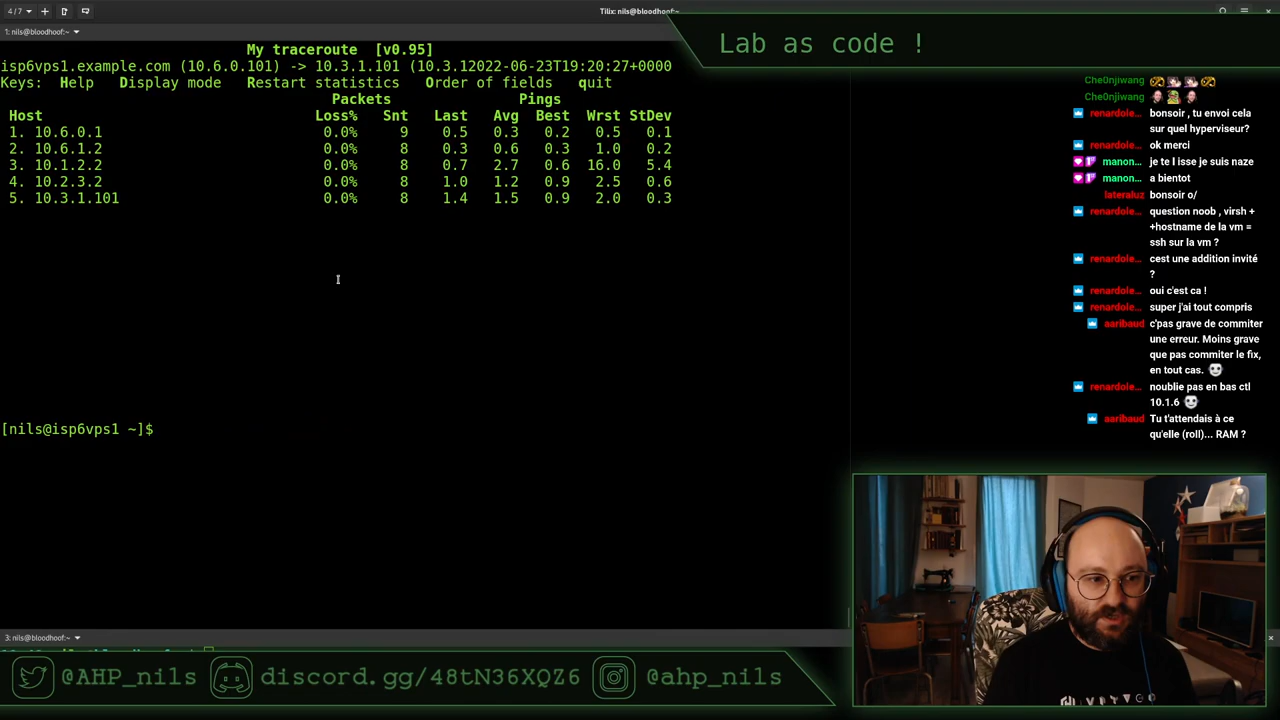 4 / 7
Tilix: nils@bloodhoof:~
1: nils@bloodhoof:~
My traceroute [v0.95]
isp6vps1.example.com (10.6.0.101) -> 10.3.1.101 (10.3.12022-06-23T19:20:27+0000
Keys: Help Display mode Restart statistics Order of fields quit
Packets Pings
Host Loss% Snt Last Avg Best Wrst StDev
1. 10.6.0.1 0.0% 9 0.5 0.3 0.2 0.5 0.1
2. 10.6.1.2 0.0% 8 0.3 0.6 0.3 1.0 0.2
3. 10.1.2.2 0.0% 8 0.7 2.7 0.6 16.0 5.4
4. 10.2.3.2 0.0% 8 1.0 1.2 0.9 2.5 0.6
5. 10.3.1.101 0.0% 8 1.4 1.5 0.9 2.0 0.3
[nils@isp6vps1 ~]$
3: nils@bloodhoof:~
Lab as code !
Che0njiwang
Che0njiwang
renardole... bonsoir , tu envoi cela
sur quel hyperviseur?
renardole... ok merci
manon... je te l isse je suis naze
manon... a bientot
lateraluz bonsoir o/
renardole... question noob , virsh +
+hostname de la vm =
ssh sur la vm ?
renardole... cest une addition invité
?
renardole... oui c'est ca !
renardole... super j'ai tout compris
aaribaud c'pas grave de commiter
une erreur. Moins grave
que pas commiter le fix,
en tout cas.
renardole... noublie pas en bas ctl
10.1.6
aaribaud Tu t'attendais à ce
qu'elle (roll)... RAM ?
@AHP_nils discord.gg/48tN36XQZ6 @ahp_nils